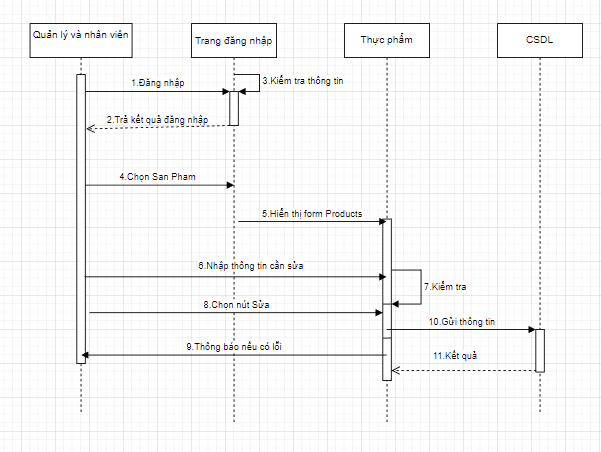 Quản lý và nhân viên
Trang đăng nhập
Thực phẩm
CSDL
3.Kiểm tra thông tin
1.Đăng nhập
2.Trả kết quả đăng nhập
4.Chọn San Pham
5.Hiển thị form Products
6.Nhập thông tin cần sửa
7.Kiểm tra
8.Chọn nút Sửa
10.Gửi thông tin
9.Thông báo nếu có lỗi
11.Kết quả